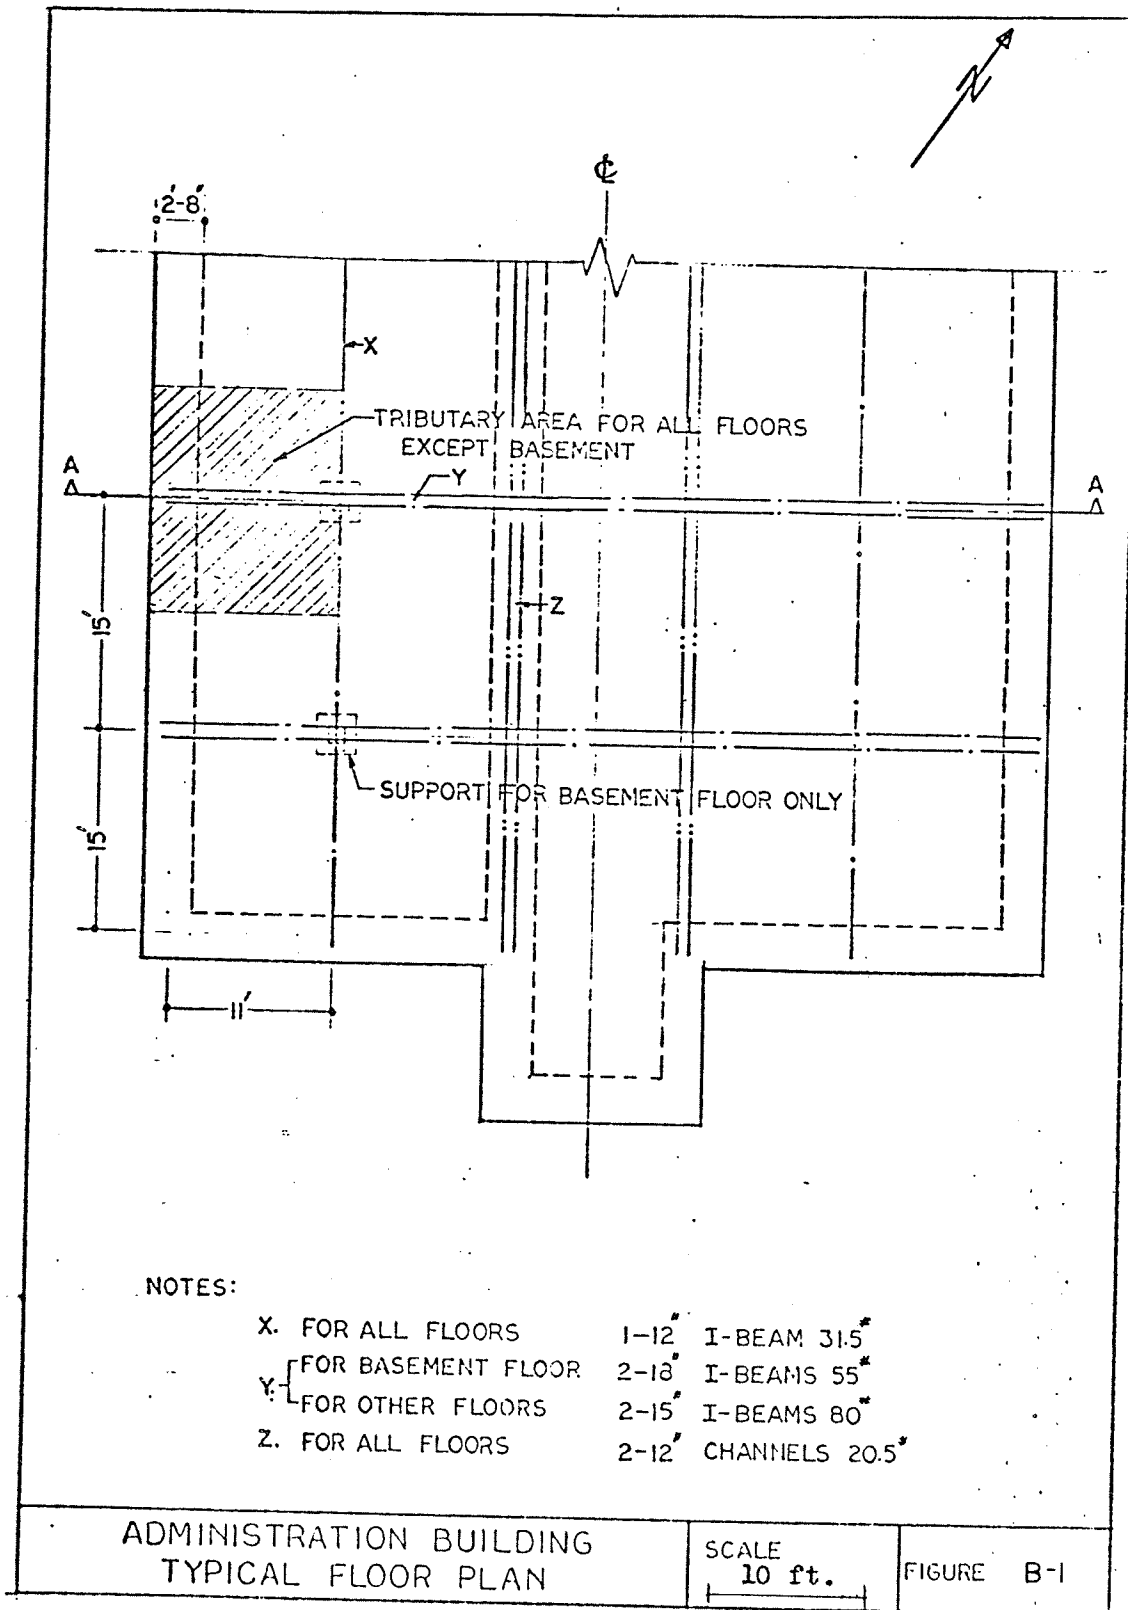 N
℄
2'-8"
X
TRIBUTARY AREA FOR ALL FLOORS
EXCEPT BASEMENT
A
Y
A
15'
Z
SUPPORT FOR BASEMENT FLOOR ONLY
15'
11'
NOTES:
X. FOR ALL FLOORS 1-12" I-BEAM 31.5#
Y. FOR BASEMENT FLOOR 2-18" I-BEAMS 55#
FOR OTHER FLOORS 2-15" I-BEAMS 80#
Z. FOR ALL FLOORS 2-12" CHANNELS 20.5#
ADMINISTRATION BUILDING
TYPICAL FLOOR PLAN
SCALE
10 ft.
FIGURE B-1